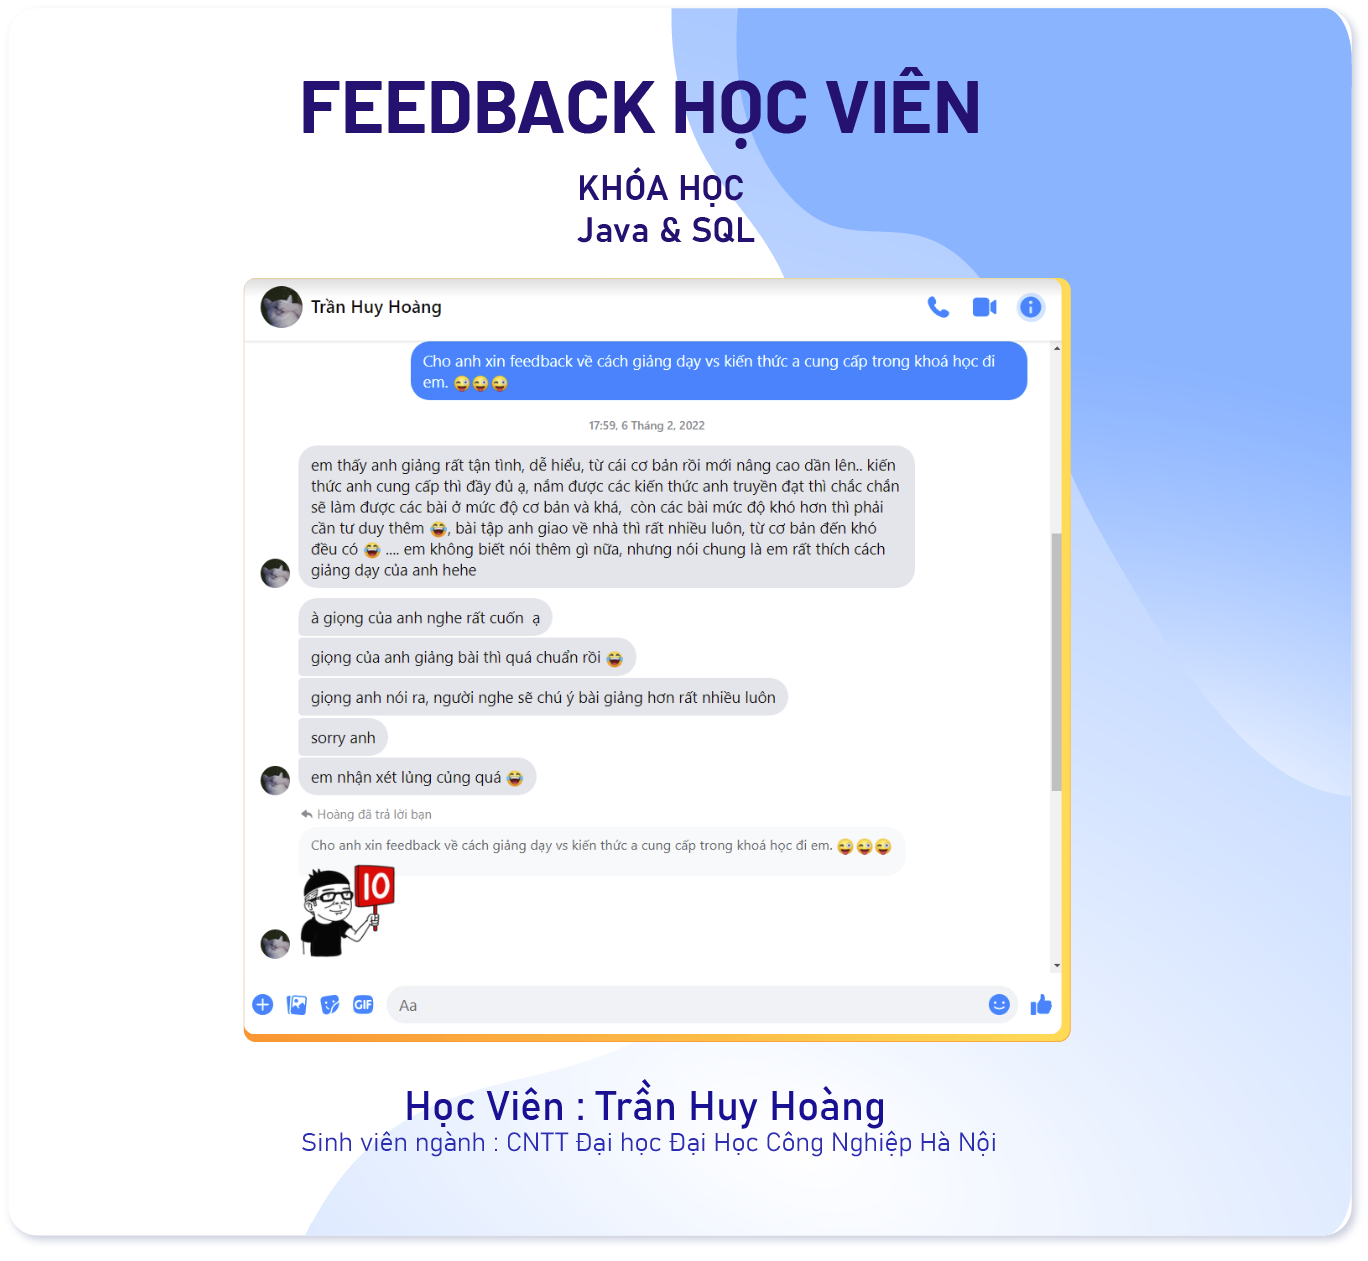 FEEDBACK HỌC VIÊN
KHÓA HỌC
Java & SQL
Trần Huy Hoàng
Cho anh xin feedback về cách giảng dạy vs kiến thức a cung cấp trong khoá học đi
em. 😜😜😜
17:59, 6 Tháng 2, 2022
em thấy anh giảng rất tận tình, dễ hiểu, từ cái cơ bản rồi mới nâng cao dần lên.. kiến
thức anh cung cấp thì đầy đủ ạ, nắm được các kiến thức anh truyền đạt thì chắc chắn
sẽ làm được các bài ở mức độ cơ bản và khá,  còn các bài mức độ khó hơn thì phải
cần tư duy thêm 😂, bài tập anh giao về nhà thì rất nhiều luôn, từ cơ bản đến khó
đều có 😂 .... em không biết nói thêm gì nữa, nhưng nói chung là em rất thích cách
giảng dạy của anh hehe
à giọng của anh nghe rất cuốn  ạ
giọng của anh giảng bài thì quá chuẩn rồi 😂
giọng anh nói ra, người nghe sẽ chú ý bài giảng hơn rất nhiều luôn
sorry anh
em nhận xét lủng củng quá 😂
Hoàng đã trả lời bạn
Cho anh xin feedback về cách giảng dạy vs kiến thức a cung cấp trong khoá học đi em. 😜😜😜
10
GIF
Aa
Học Viên : Trần Huy Hoàng
Sinh viên ngành : CNTT Đại học Đại Học Công Nghiệp Hà Nội